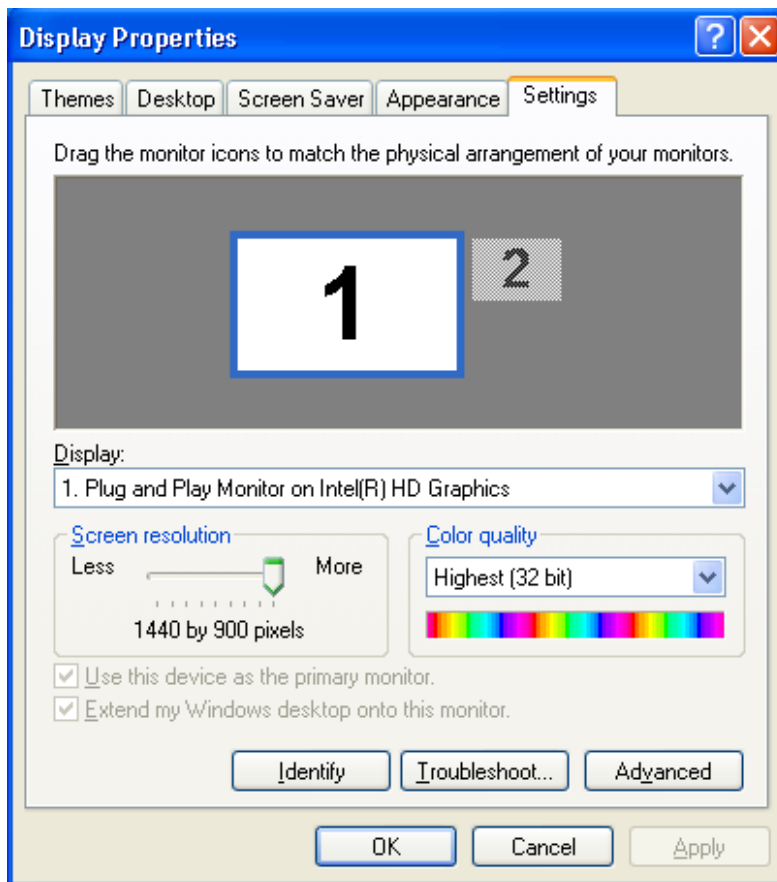 Display Properties
Themes Desktop Screen Saver Appearance Settings
Drag the monitor icons to match the physical arrangement of your monitors.
1 2
Display:
1. Plug and Play Monitor on Intel(R) HD Graphics
Screen resolution
Less More
1440 by 900 pixels
Color quality
Highest (32 bit)
Use this device as the primary monitor.
Extend my Windows desktop onto this monitor.
Identify Troubleshoot... Advanced
OK Cancel Apply